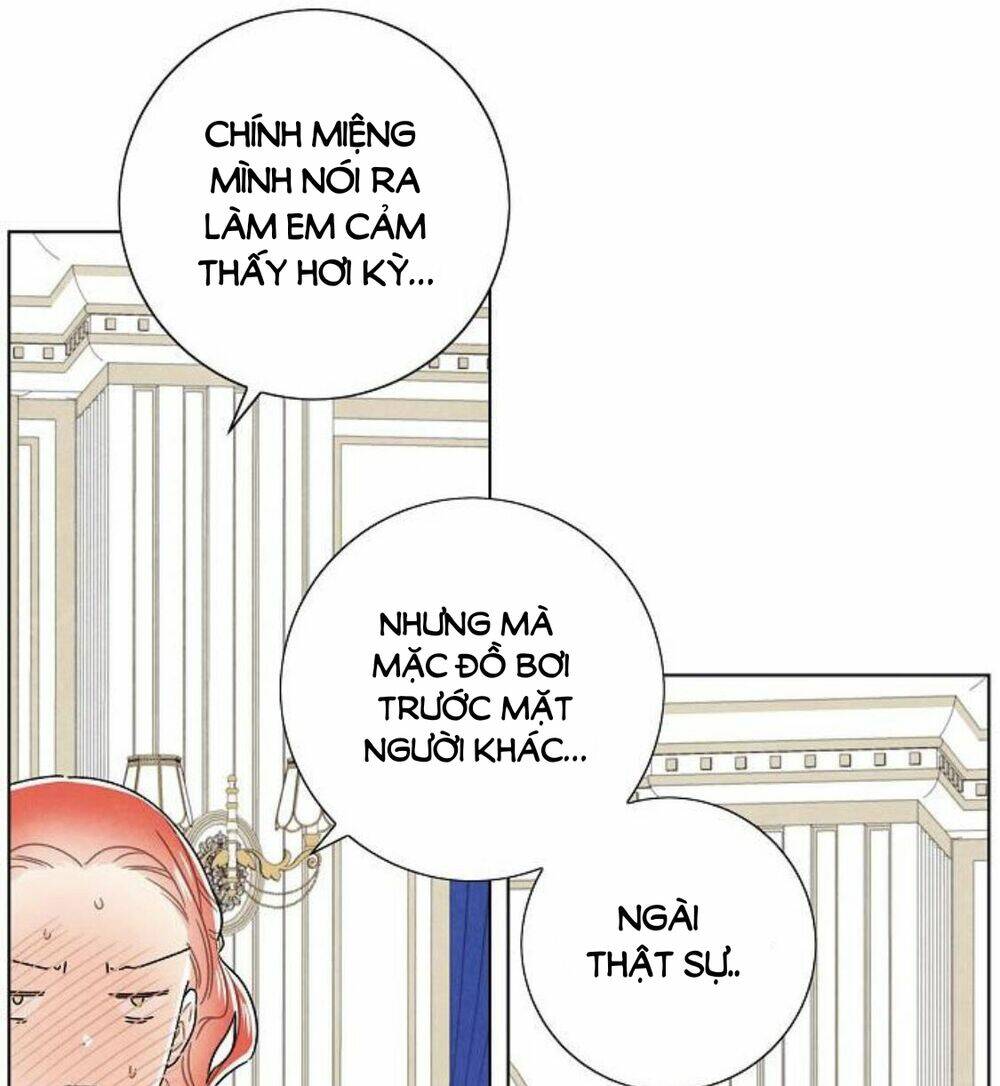 CHÍNH MIỆNG
MÌNH NÓI RA
LÀM EM CẢM
THẤY HƠI KỲ...
NHƯNG MÀ
MẶC ĐỒ BƠI
TRƯỚC MẶT
NGƯỜI KHÁC...
NGÀI
THẬT SỰ..